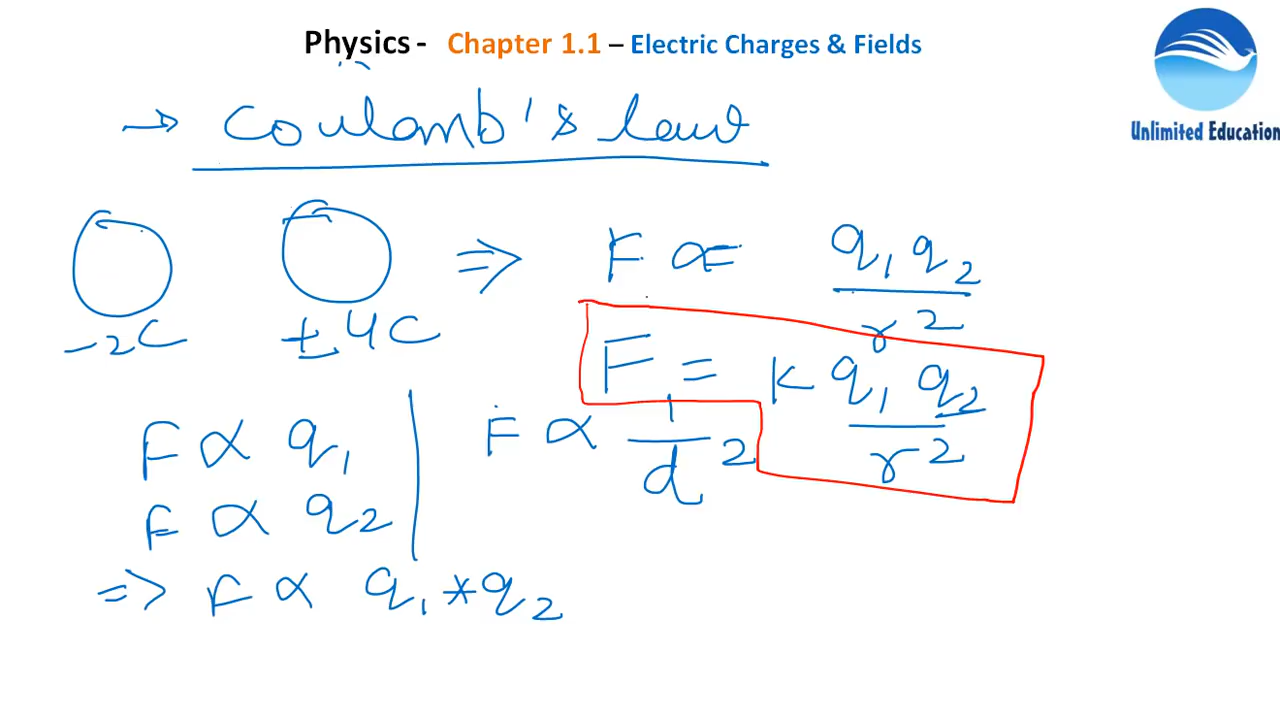 Physics - Chapter 1.1 – Electric Charges & Fields
Unlimited Education
→ Coulomb's law
-2C
+4C
⇒ F ∝ q₁q₂/r²
F = K q₁q₂/r²
F ∝ q₁
F ∝ q₂
F ∝ 1/d²
⇒ F ∝ q₁*q₂